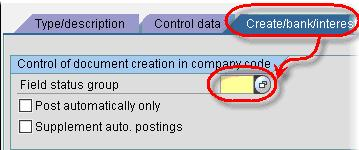 Type/description Control data Create/bank/interes
Control of document creation in company code
Field status group
Post automatically only
Supplement auto. postings